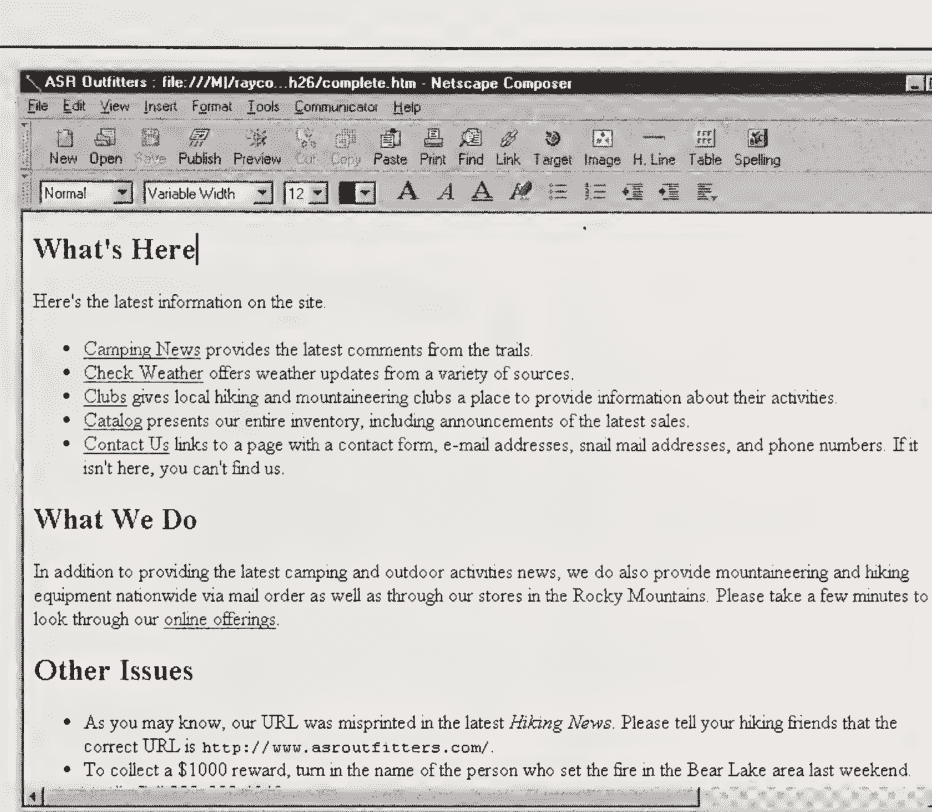 ASR Outfitters : file:///M|/rayco...h26/complete.htm - Netscape Composer
File Edit View Insert Format Tools Communicator Help
New Open Save Publish Preview Cut Copy Paste Print Find Link Target Image H. Line Table Spelling
Normal Variable Width 12 A A A
What's Here
Here's the latest information on the site.
• Camping News provides the latest comments from the trails.
• Check Weather offers weather updates from a variety of sources.
• Clubs gives local hiking and mountaineering clubs a place to provide information about their activities.
• Catalog presents our entire inventory, including announcements of the latest sales.
• Contact Us links to a page with a contact form, e-mail addresses, snail mail addresses, and phone numbers. If it
isn't here, you can't find us.
What We Do
In addition to providing the latest camping and outdoor activities news, we do also provide mountaineering and hiking
equipment nationwide via mail order as well as through our stores in the Rocky Mountains. Please take a few minutes to
look through our online offerings.
Other Issues
• As you may know, our URL was misprinted in the latest Hiking News. Please tell your hiking friends that the
correct URL is http://www.asroutfitters.com/.
• To collect a $1000 reward, turn in the name of the person who set the fire in the Bear Lake area last weekend.